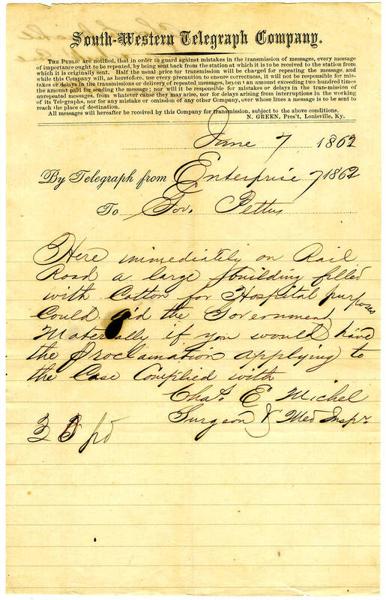 South-Western Telegraph Company.
THE PUBLIC are notified, that in order to guard against mistakes in the transmission of messages, every message
of importance ought to be repeated, by being sent back from the station at which it is to be received to the station from
which it is originally sent. Half the usual price for transmission will be charged for repeating the message, and
while this Company will, as heretofore, use every precaution to ensure correctness, it will not be responsible for mis-
takes or delays in the transmissions or delivery of repeated messages, beyond an amount exceeding two hundred times
the amount paid for sending the message; nor will it be responsible for mistakes or delays in the transmission of
unrepeated messages, from whatever cause they may arise, nor for delays arising from interruptions in the working
of its Telegraphs, nor for any mistake or omission of any other Company, over whose lines a message is to be sent to
reach the place of destination.
All messages will hereafter be received by this Company for transmission, subject to the above conditions.
N. GREEN, Pres't, Louisville, Ky.
June 7 1862
By Telegraph from Enterprise 7 1862
To Gov. Pettus
Here immediately on Rail
Road a large building filled
with Cotton for Hospital purposes
Could aid the Government
Materially if you would have
the Proclamation applying to
the Case Complied with
Chas. E Michel
Surgeon & Med Inspr
33 pd